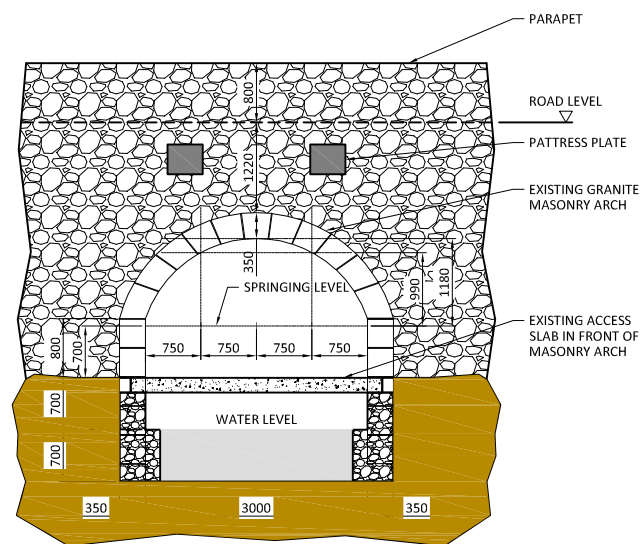 PARAPET
800
ROAD LEVEL
PATTRESS PLATE
1220
EXISTING GRANITE
MASONRY ARCH
350
990
1180
SPRINGING LEVEL
EXISTING ACCESS
SLAB IN FRONT OF
MASONRY ARCH
800
700
750
750
750
750
700
WATER LEVEL
700
350
3000
350